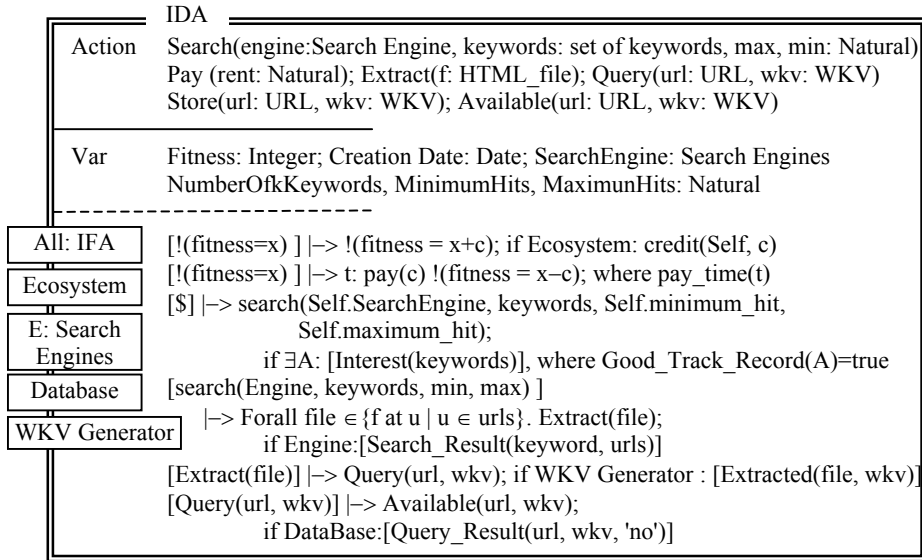 IDA
Action Search(engine:Search Engine, keywords: set of keywords, max, min: Natural)
Pay (rent: Natural); Extract(f: HTML_file); Query(url: URL, wkv: WKV)
Store(url: URL, wkv: WKV); Available(url: URL, wkv: WKV)
Var Fitness: Integer; Creation Date: Date; SearchEngine: Search Engines
NumberOfkKeywords, MinimumHits, MaximunHits: Natural
All: IFA [!(fitness=x) ] |–> !(fitness = x+c); if Ecosystem: credit(Self, c)
Ecosystem [!(fitness=x) ] |–> t: pay(c) !(fitness = x–c); where pay_time(t)
[$] |–> search(Self.SearchEngine, keywords, Self.minimum_hit,
E: Search Self.maximum_hit);
Engines if ∃A: [Interest(keywords)], where Good_Track_Record(A)=true
Database [search(Engine, keywords, min, max) ]
WKV Generator |–> Forall file ∈{f at u | u ∈ urls}. Extract(file);
if Engine:[Search_Result(keyword, urls)]
[Extract(file)] |–> Query(url, wkv); if WKV Generator : [Extracted(file, wkv)]
[Query(url, wkv)] |–> Available(url, wkv);
if DataBase:[Query_Result(url, wkv, 'no')]